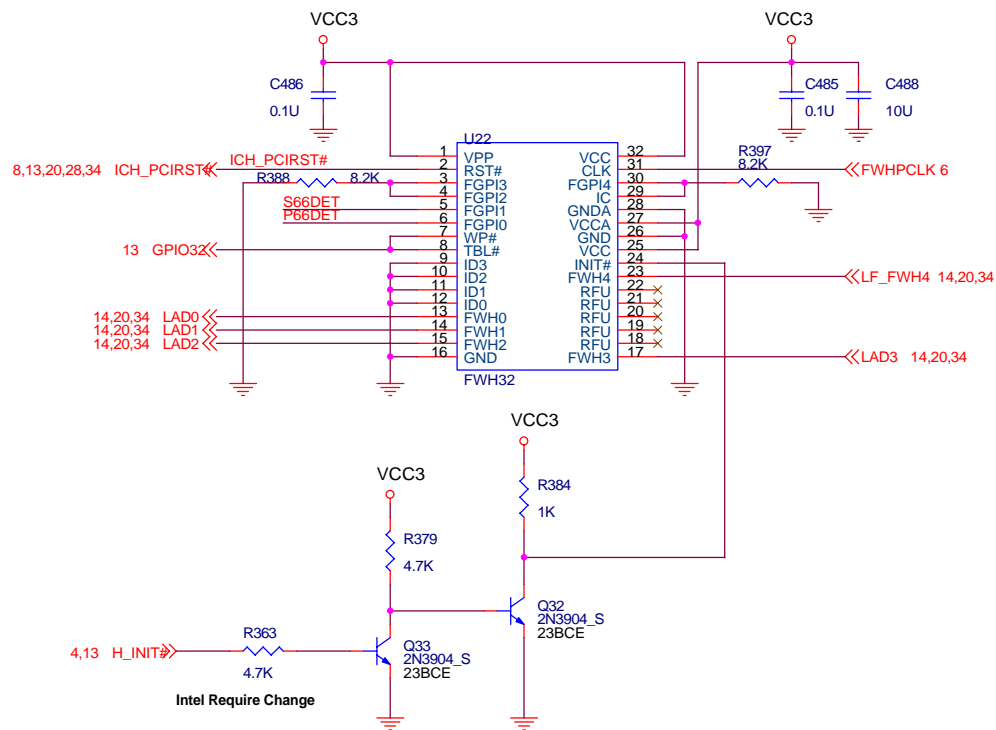 VCC3
VCC3
C486
0.1U
C485
0.1U
C488
10U
U22
8,13,20,28,34 ICH_PCIRST#
ICH_PCIRST#
R388 8.2K
S66DET
P66DET
13 GPIO32
14,20,34 LAD0
14,20,34 LAD1
14,20,34 LAD2
1 VPP
2 RST#
3 FGPI3
4 FGPI2
5 FGPI1
6 FGPI0
7 WP#
8 TBL#
9 ID3
10 ID2
11 ID1
12 ID0
13 FWH0
14 FWH1
15 FWH2
16 GND
VCC 32
CLK 31
FGPI4 30
IC 29
GNDA 28
VCCA 27
GND 26
VCC 25
INIT# 24
FWH4 23
RFU 22
RFU 21
RFU 20
RFU 19
RFU 18
FWH3 17
FWH32
FWHPCLK 6
R397
8.2K
LF_FWH4 14,20,34
LAD3 14,20,34
VCC3
R384
1K
VCC3
R379
4.7K
Q32
2N3904_S
23BCE
4,13 H_INIT#
R363
4.7K
Q33
2N3904_S
23BCE
Intel Require Change